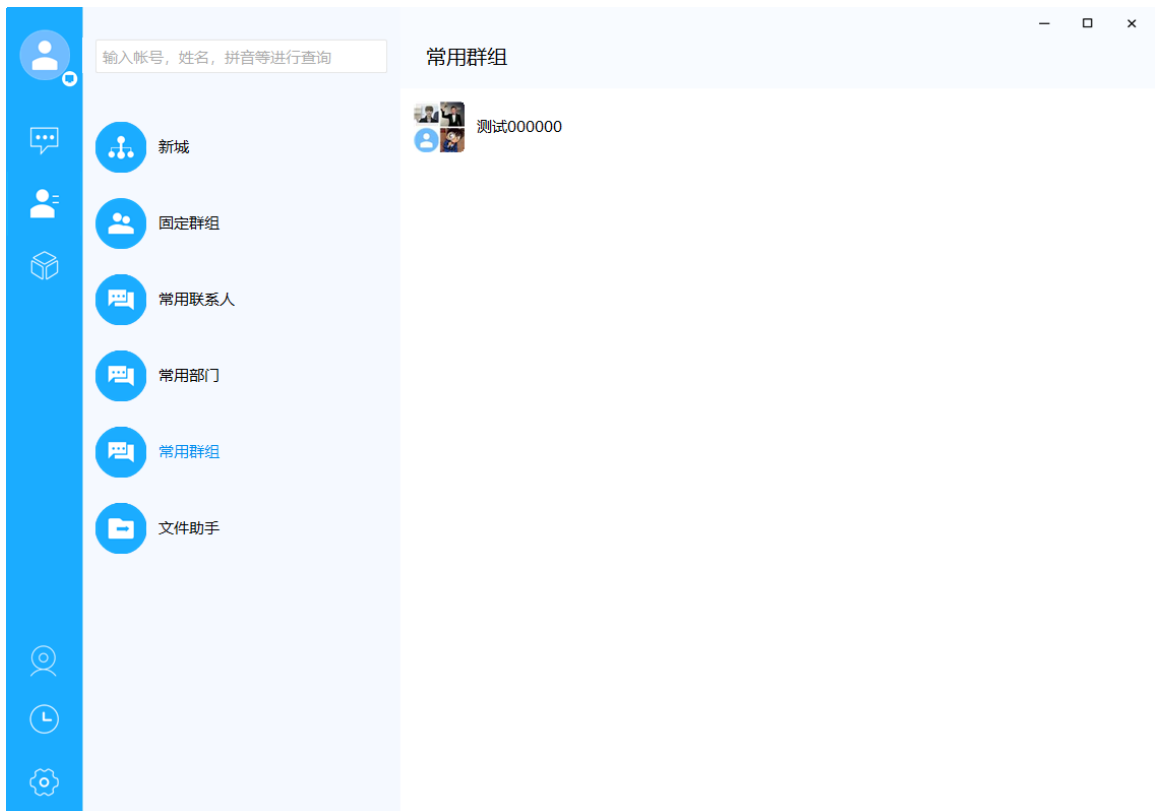 输入帐号，姓名，拼音等进行查询
新城
固定群组
常用联系人
常用部门
常用群组
文件助手
常用群组
测试000000